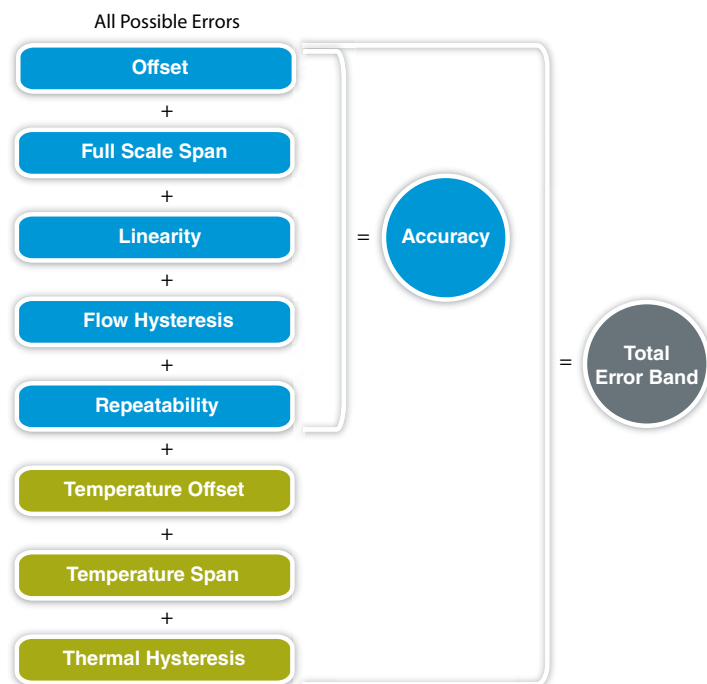 All Possible Errors
Offset
+
Full Scale Span
+
Linearity
= Accuracy
+
Flow Hysteresis
+
= Total
Error Band
Repeatability
+
Temperature Offset
+
Temperature Span
+
Thermal Hysteresis